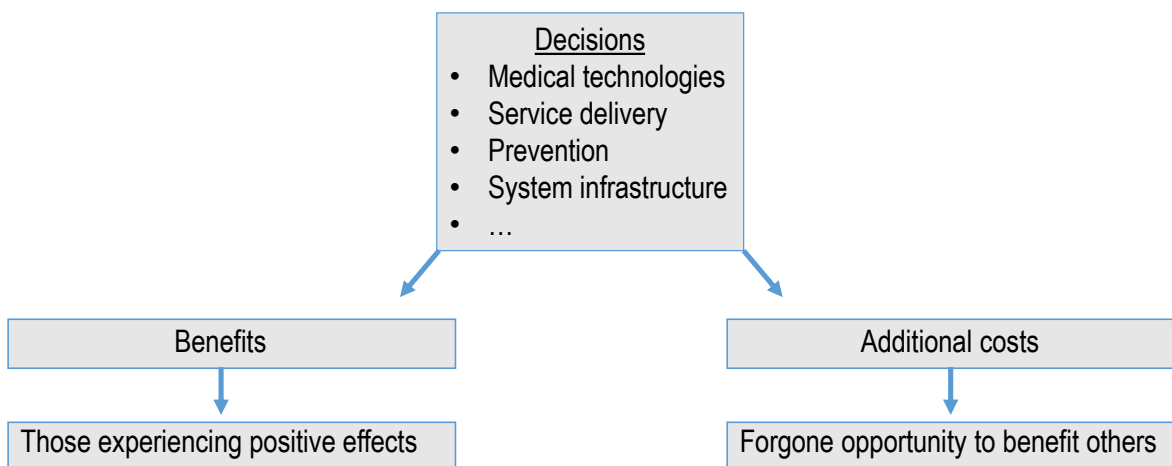 Decisions
• Medical technologies
• Service delivery
• Prevention
• System infrastructure
• …
Benefits
Additional costs
Those experiencing positive effects
Forgone opportunity to benefit others